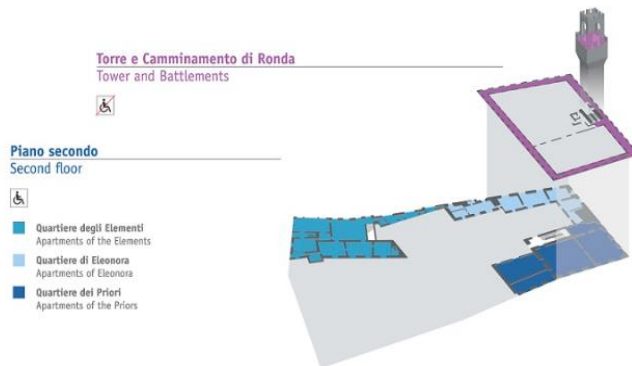 Torre e Camminamento di Ronda
Tower and Battlements
Piano secondo
Second floor
Quartiere degli Elementi
Apartments of the Elements
Quartiere di Eleonora
Apartments of Eleonora
Quartiere dei Priori
Apartments of the Priors